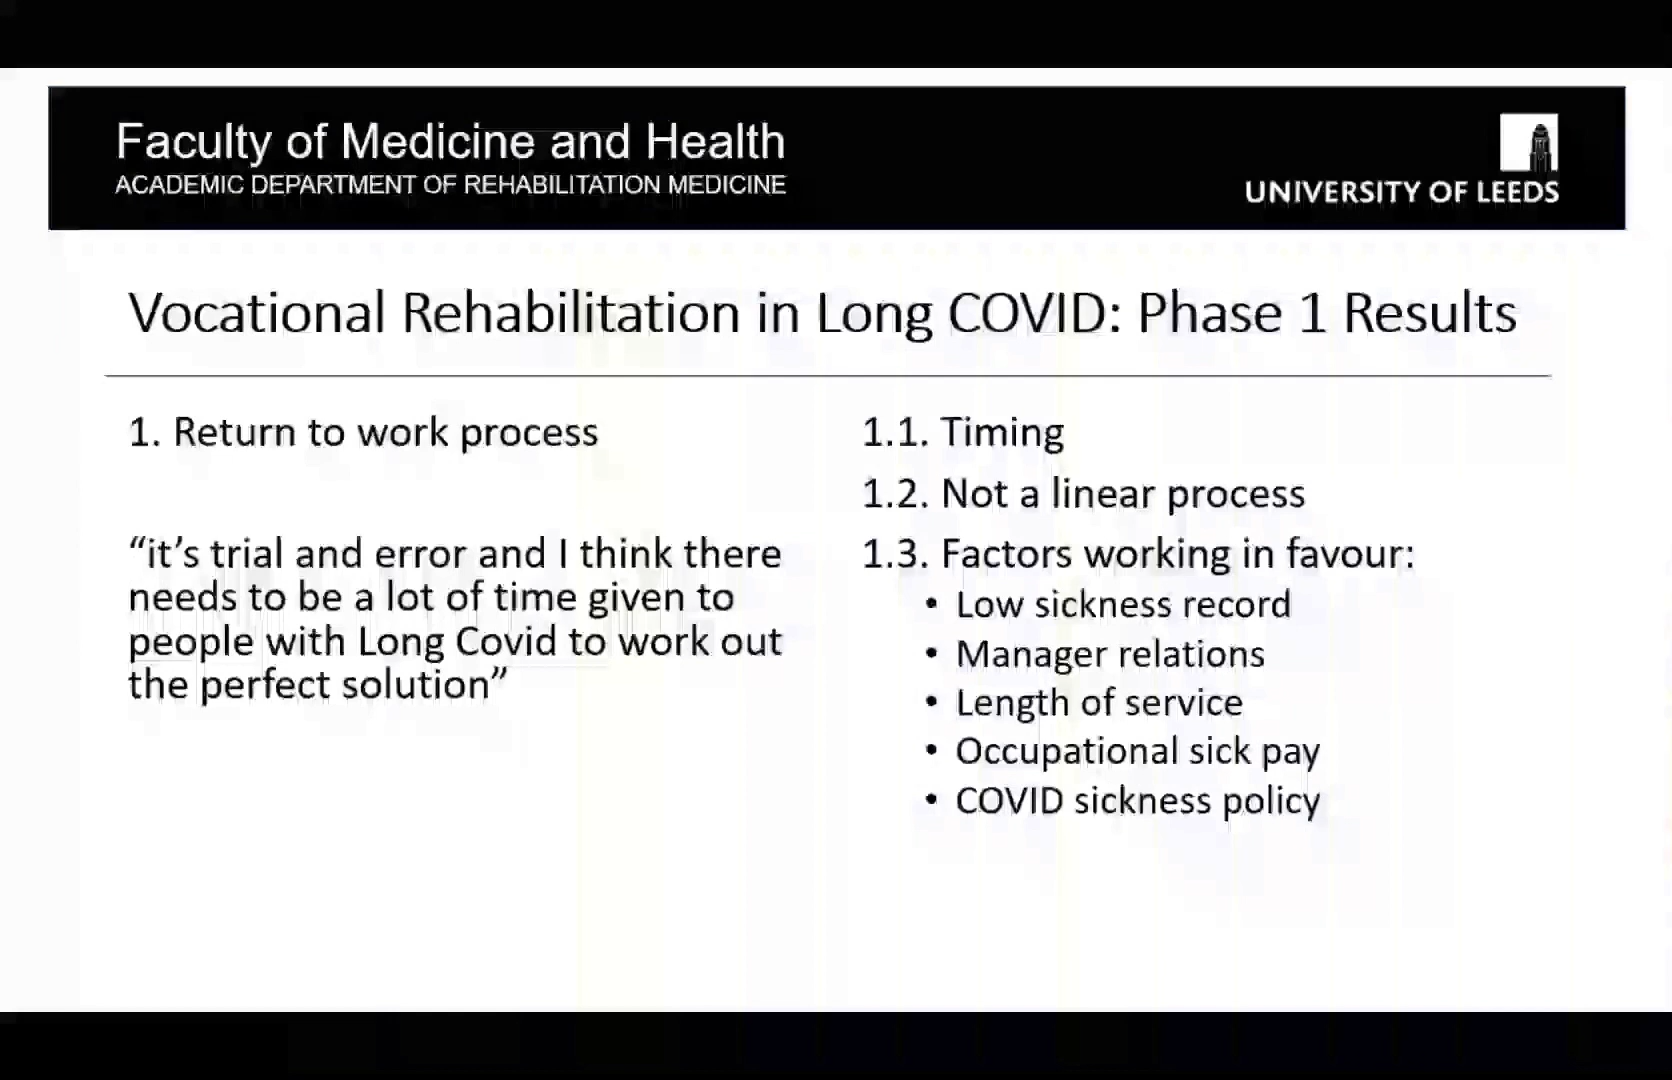 Faculty of Medicine and Health
ACADEMIC DEPARTMENT OF REHABILITATION MEDICINE
UNIVERSITY OF LEEDS
Vocational Rehabilitation in Long COVID: Phase 1 Results
1. Return to work process
“it’s trial and error and I think there
needs to be a lot of time given to
people with Long Covid to work out
the perfect solution”
1.1. Timing
1.2. Not a linear process
1.3. Factors working in favour:
• Low sickness record
• Manager relations
• Length of service
• Occupational sick pay
• COVID sickness policy